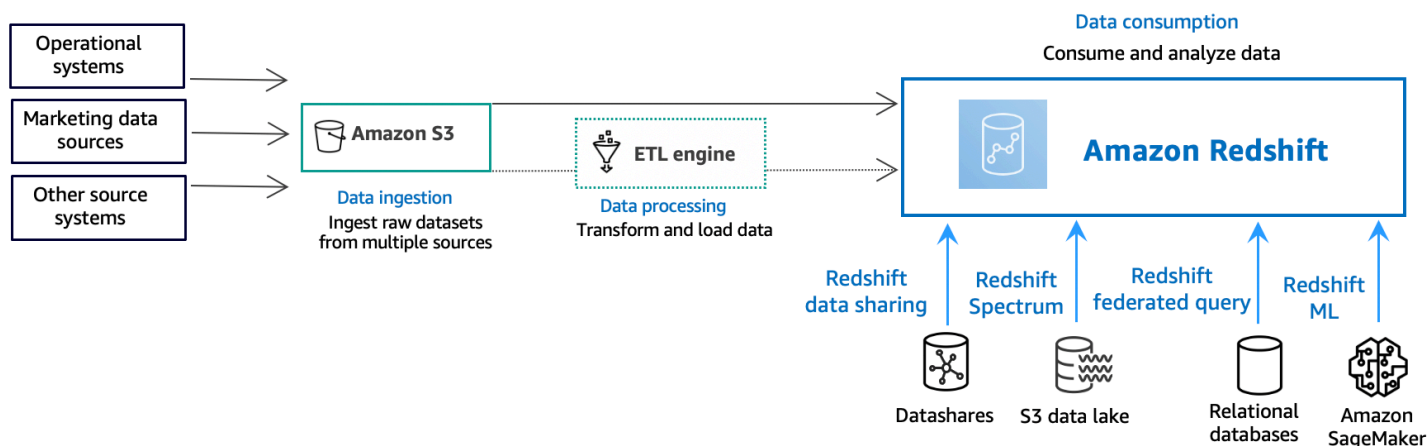 Operational
systems
Marketing data
sources
Other source
systems
Amazon S3
Data ingestion
Ingest raw datasets
from multiple sources
ETL engine
Data processing
Transform and load data
Data consumption
Consume and analyze data
Amazon Redshift
Redshift
data sharing
Redshift
Spectrum
Redshift
federated query
Redshift
ML
Datashares
S3 data lake
Relational
databases
Amazon
SageMaker